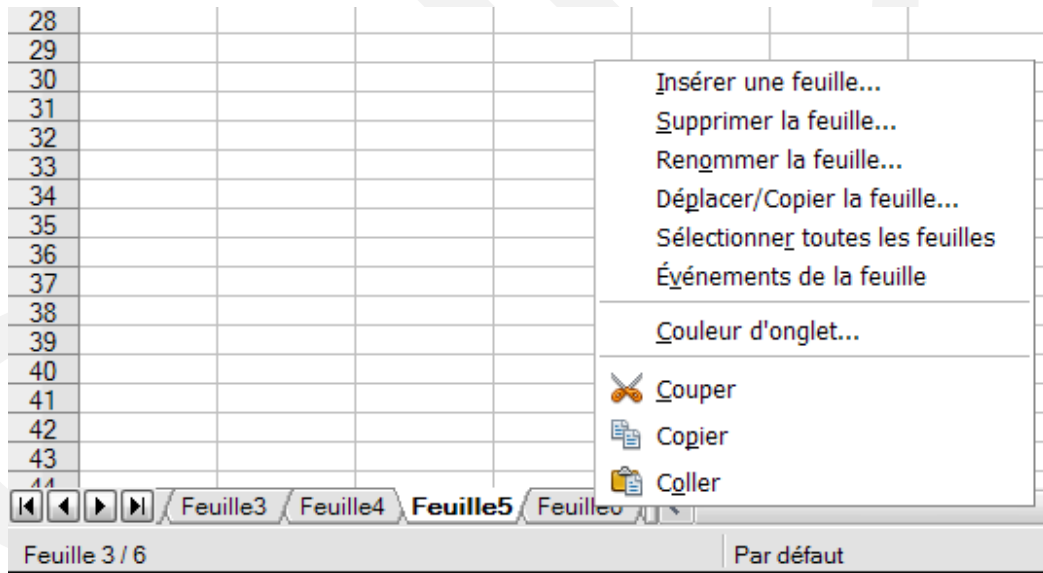 28
29
30
31
32
33
34
35
36
37
38
39
40
41
42
43
44
Insérer une feuille...
Supprimer la feuille...
Renommer la feuille...
Déplacer/Copier la feuille...
Sélectionner toutes les feuilles
Événements de la feuille
Couleur d'onglet...
Couper
Copier
Coller
Feuille3 Feuille4 Feuille5 Feuille6
Feuille 3 / 6 Par défaut